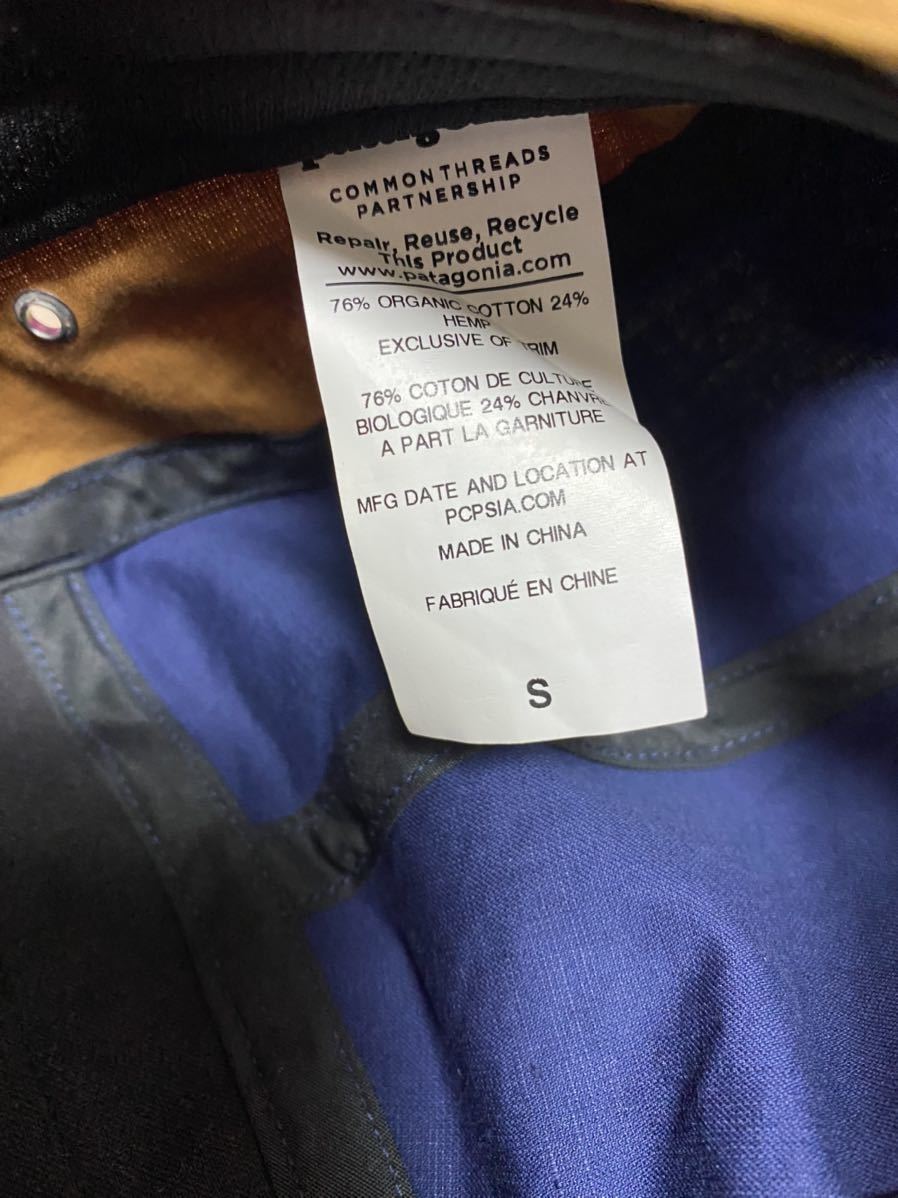 COMMON THREADS
PARTNERSHIP
Repair, Reuse, Recycle
This Product
www.patagonia.com
76% ORGANIC COTTON 24%
HEMP
EXCLUSIVE OF TRIM
76% COTON DE CULTURE
BIOLOGIQUE 24% CHANVRE
A PART LA GARNITURE
MFG DATE AND LOCATION AT
PCPSIA.COM
MADE IN CHINA
FABRIQUÉ EN CHINE
S